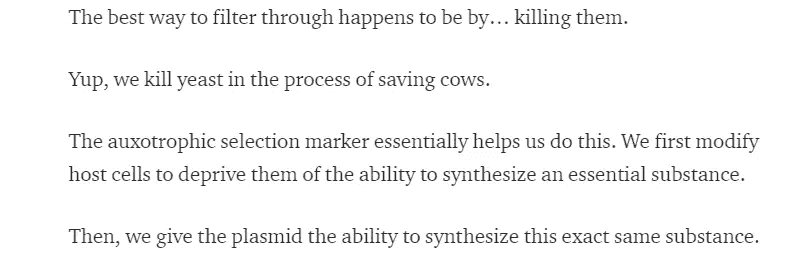 The best way to filter through happens to be by… killing them.
Yup, we kill yeast in the process of saving cows.
The auxotrophic selection marker essentially helps us do this. We first modify
host cells to deprive them of the ability to synthesize an essential substance.
Then, we give the plasmid the ability to synthesize this exact same substance.